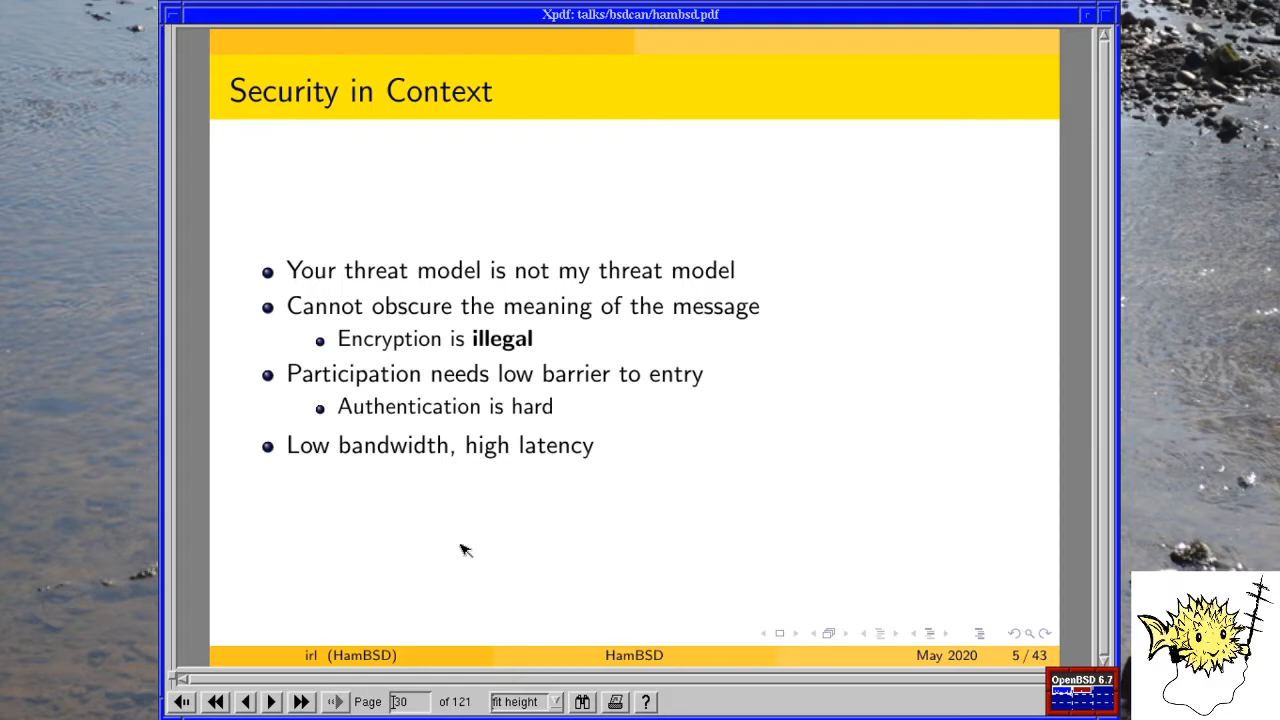 Xpdf: talks/bsdcan/hambsd.pdf
Security in Context
Your threat model is not my threat model
Cannot obscure the meaning of the message
Encryption is illegal
Participation needs low barrier to entry
Authentication is hard
Low bandwidth, high latency
irl (HamBSD) HamBSD May 2020 5 / 43
OpenBSD 6.7
Page 30 of 121 fit height ?